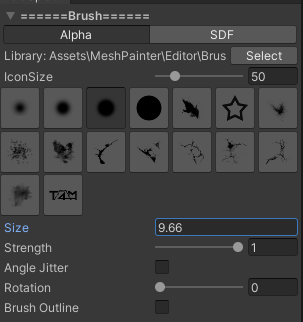 ======Brush======
Alpha SDF
Library: Assets\MeshPainter\Editor\Brus Select
IconSize 50
Size 9.66
Strength 1
Angle Jitter
Rotation 0
Brush Outline